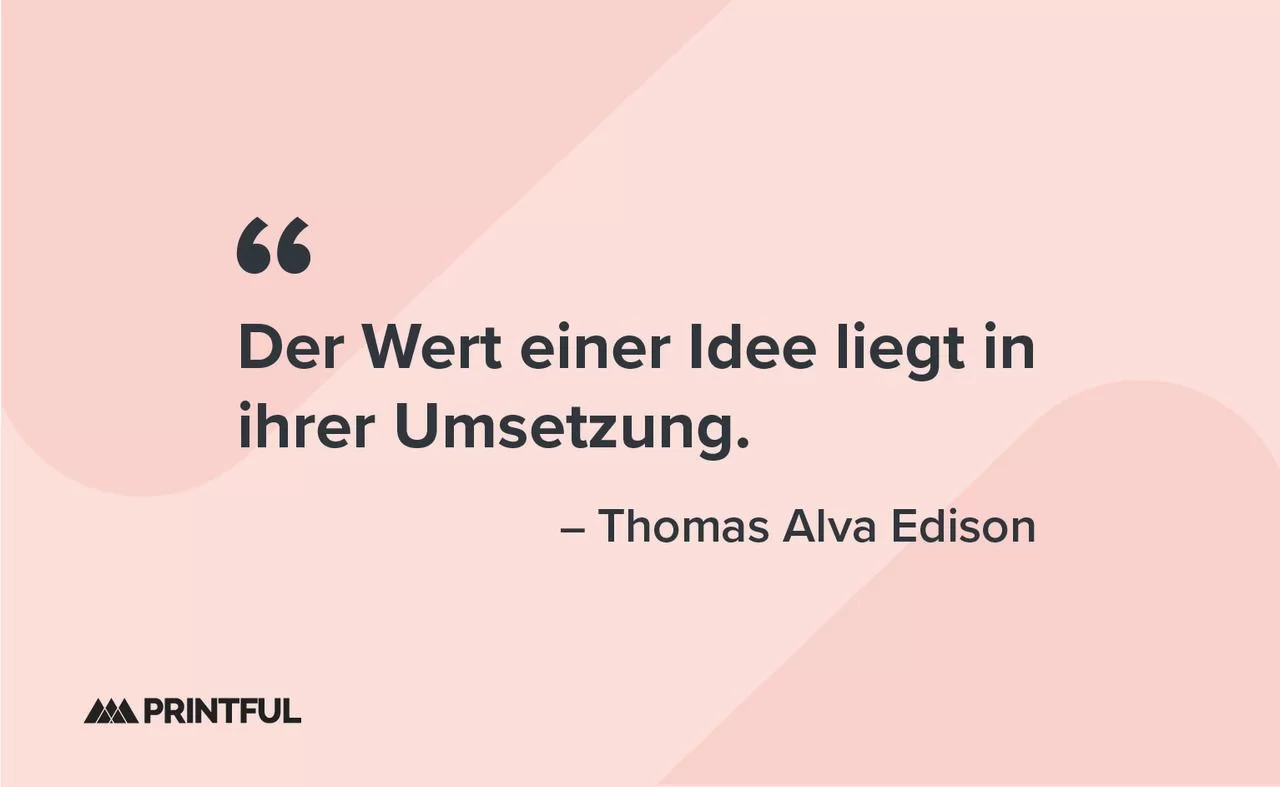 “
Der Wert einer Idee liegt in
ihrer Umsetzung.
– Thomas Alva Edison
PRINTFUL